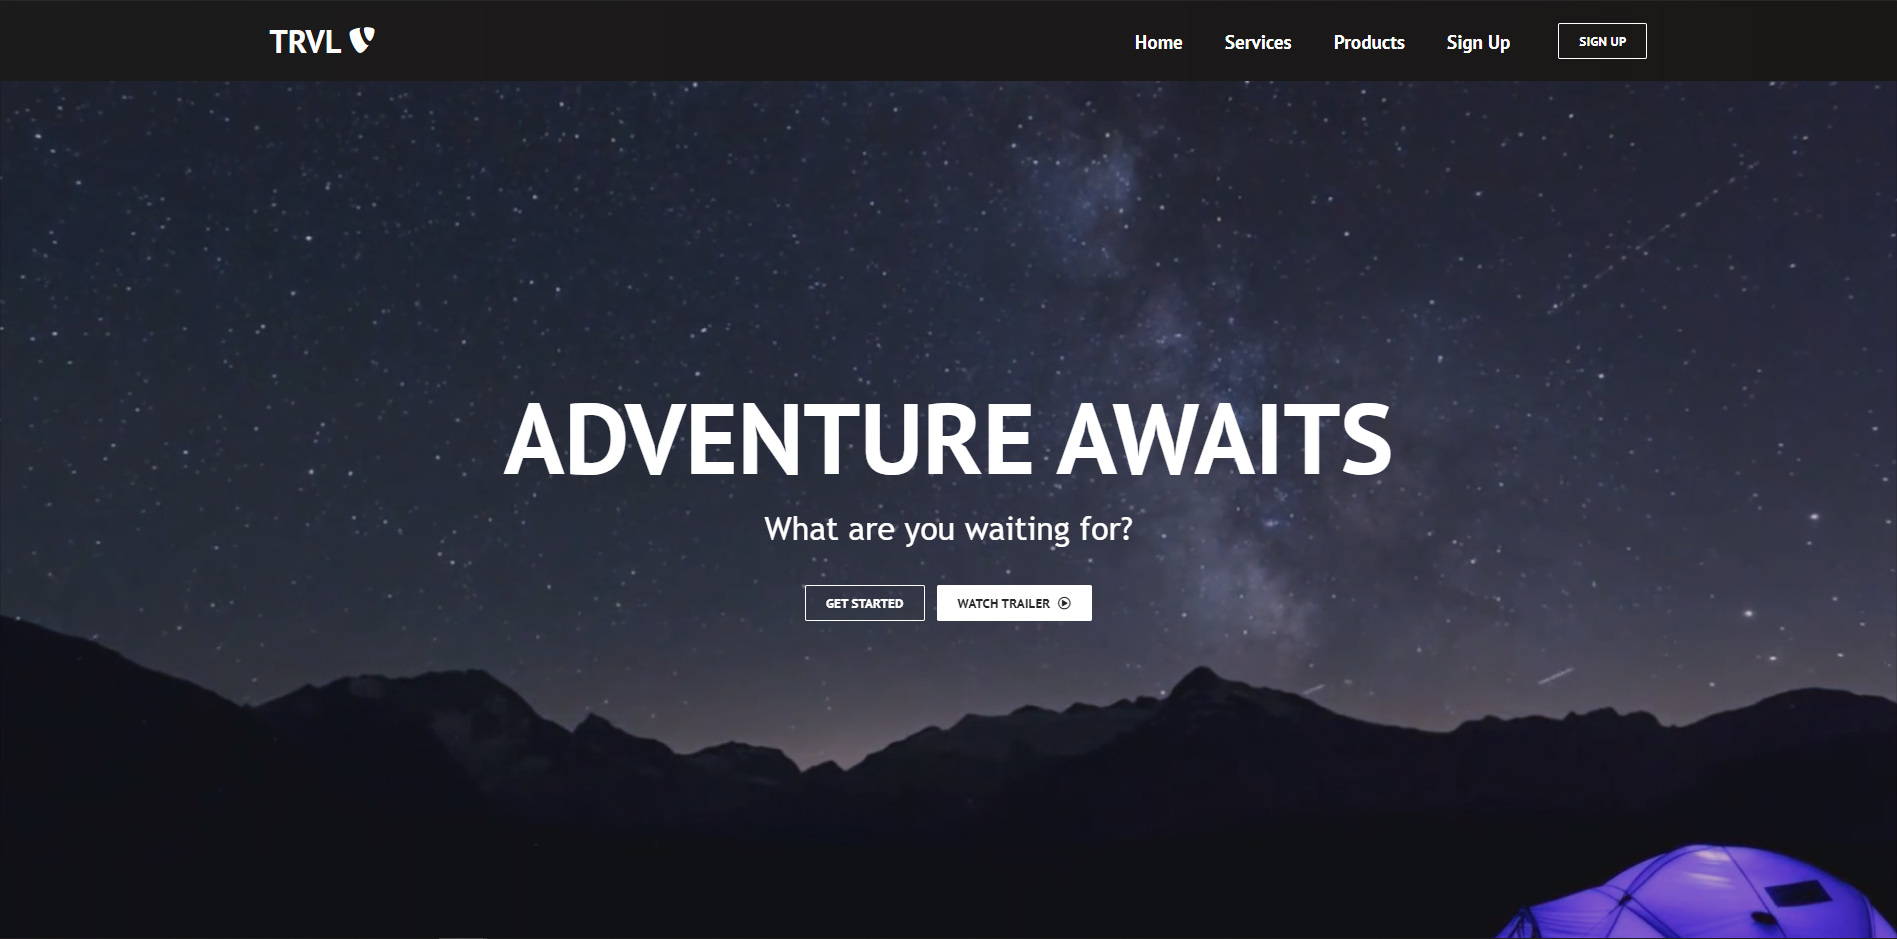 TRVL
Home Services Products Sign Up SIGN UP
ADVENTURE AWAITS
What are you waiting for?
GET STARTED WATCH TRAILER